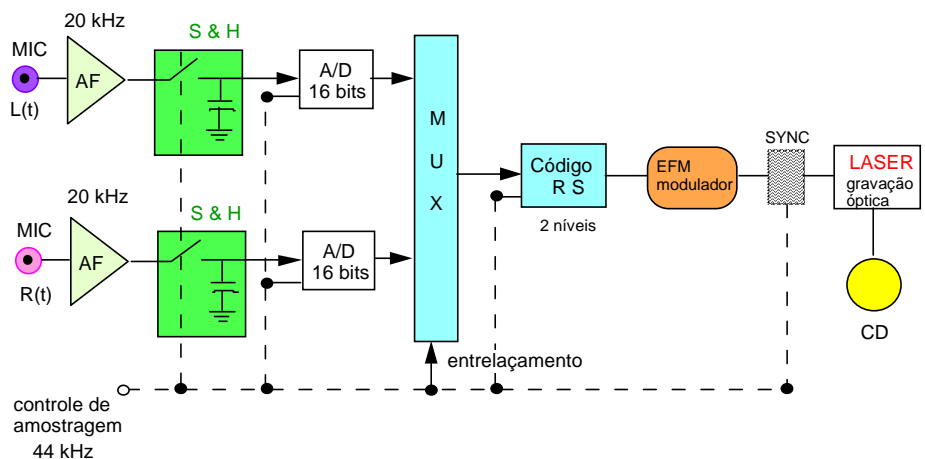 20 kHz
S & H
MIC
AF
L(t)
A/D
16 bits
M
U
X
20 kHz
S & H
MIC
AF
R(t)
A/D
16 bits
Código
R S
2 níveis
EFM
modulador
SYNC
LASER
gravação
óptica
CD
entrelaçamento
controle de
amostragem
44 kHz